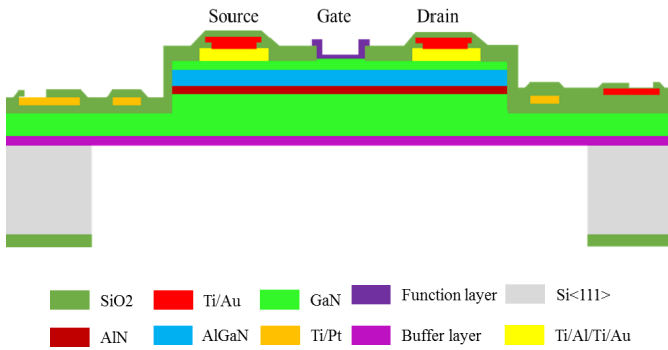 Source Gate Drain
SiO2 Ti/Au GaN Function layer Si<111>
AlN AlGaN Ti/Pt Buffer layer Ti/Al/Ti/Au